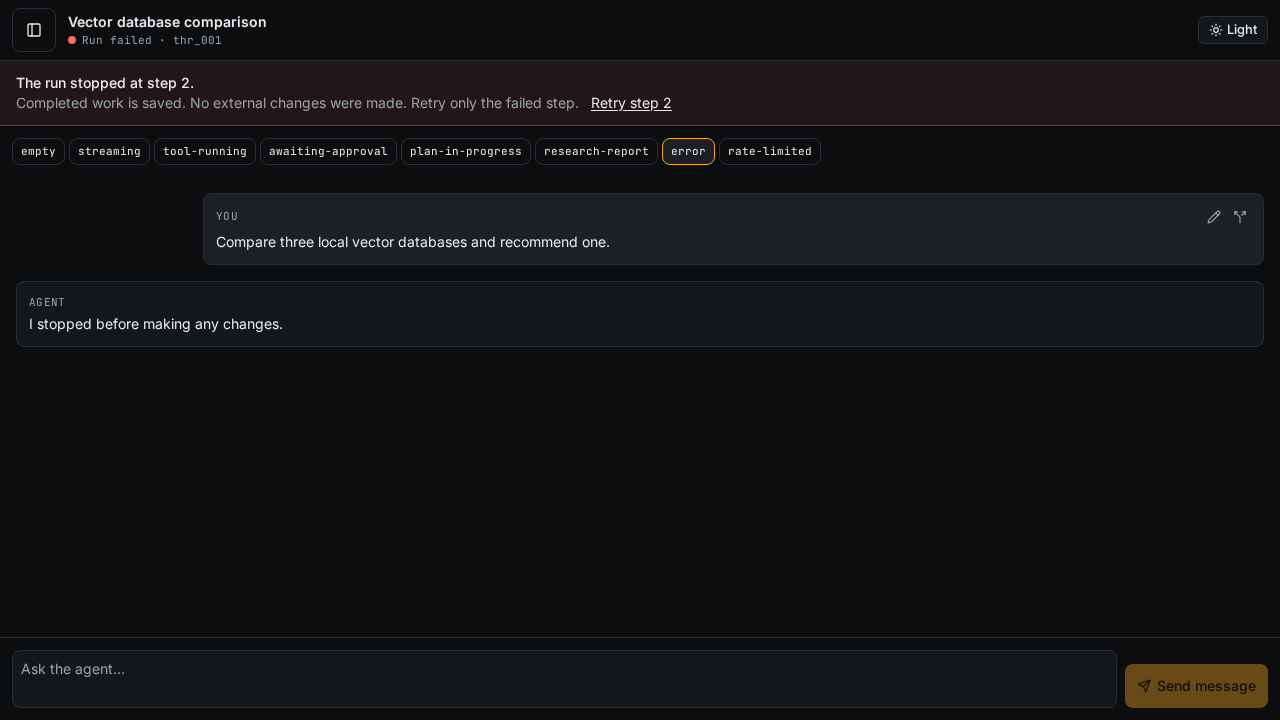 Vector database comparison
Run failed · thr_001
Light
The run stopped at step 2.
Completed work is saved. No external changes were made. Retry only the failed step. Retry step 2
empty streaming tool-running awaiting-approval plan-in-progress research-report error rate-limited
YOU
Compare three local vector databases and recommend one.
AGENT
I stopped before making any changes.
Ask the agent...
Send message